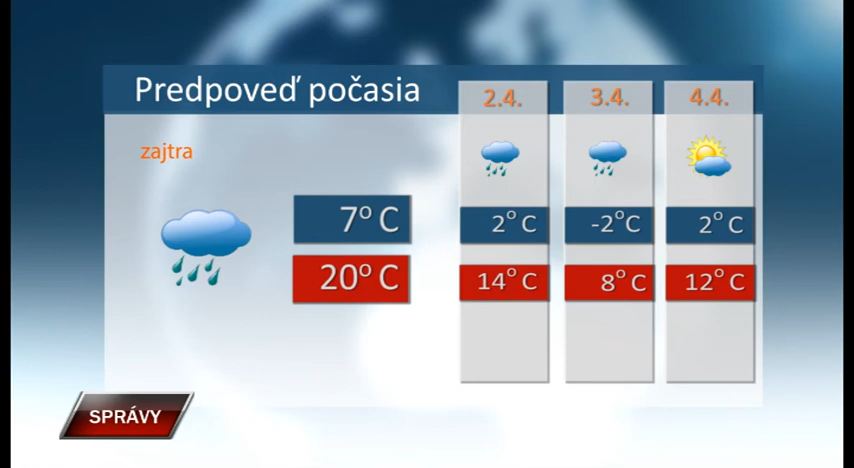 Predpoveď počasia
zajtra
7° C
20° C
2.4. 3.4. 4.4.
2° C -2°C 2° C
14° C 8° C 12° C
SPRÁVY